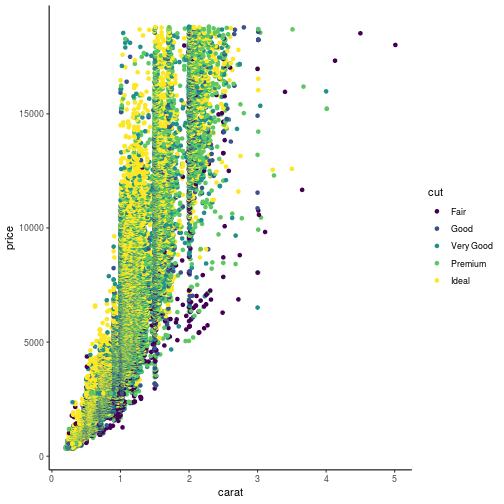 15000
10000
5000
0
price
0 1 2 3 4 5
carat
cut
Fair
Good
Very Good
Premium
Ideal